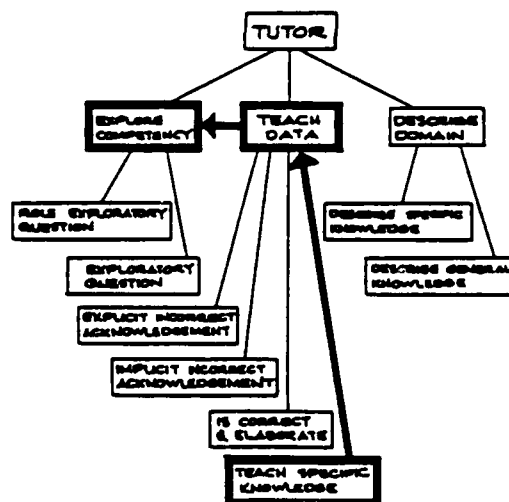 TUTOR
EXPLORE
COMPETENCY
TEACH
DATA
DESCRIBE
DOMAIN
ROLE EXPLORATORY
QUESTION
DESCRIBE SPECIFIC
KNOWLEDGE
EXPLORATORY
QUESTION
DESCRIBE GENERAL
KNOWLEDGE
EXPLICIT INCORRECT
ACKNOWLEDGEMENT
IMPLICIT INCORRECT
ACKNOWLEDGEMENT
IS CORRECT
& ELABORATE
TEACH SPECIFIC
KNOWLEDGE